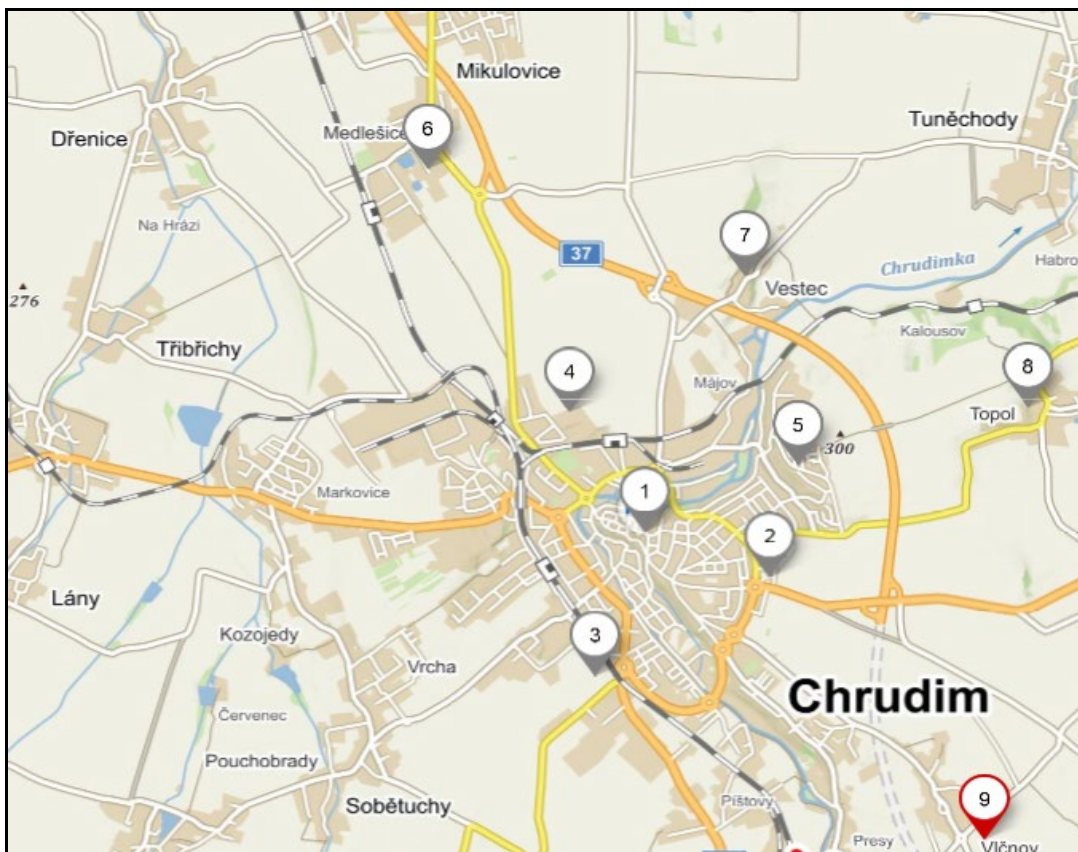 Mikulovice
Tuněchody
6
Medlešice
Dřenice
Na Hrázi
7
37
Chrudimka
Habro
276
Vestec
Kalousov
Třibřichy
4
Májov
8
Topol
5
300
Markovice
1
2
Lány
Kozojedy
3
Vrcha
Chrudim
Červenec
Pouchobrady
Sobětuchy
Píšťovy
9
Presy
Vlčnov